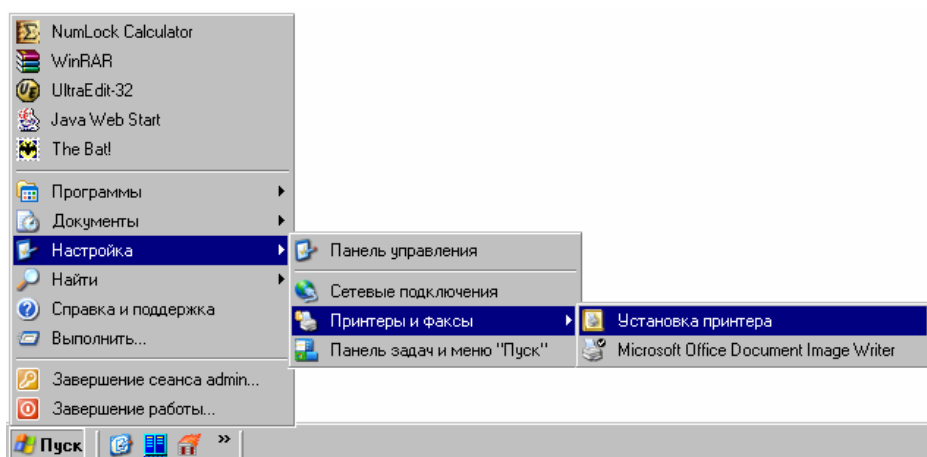 NumLock Calculator
WinRAR
UltraEdit-32
Java Web Start
The Bat!
Программы
Документы
Настройка
Найти
Справка и поддержка
Выполнить...
Завершение сеанса admin...
Завершение работы...
Панель управления
Сетевые подключения
Принтеры и факсы
Панель задач и меню "Пуск"
Установка принтера
Microsoft Office Document Image Writer
Пуск
»